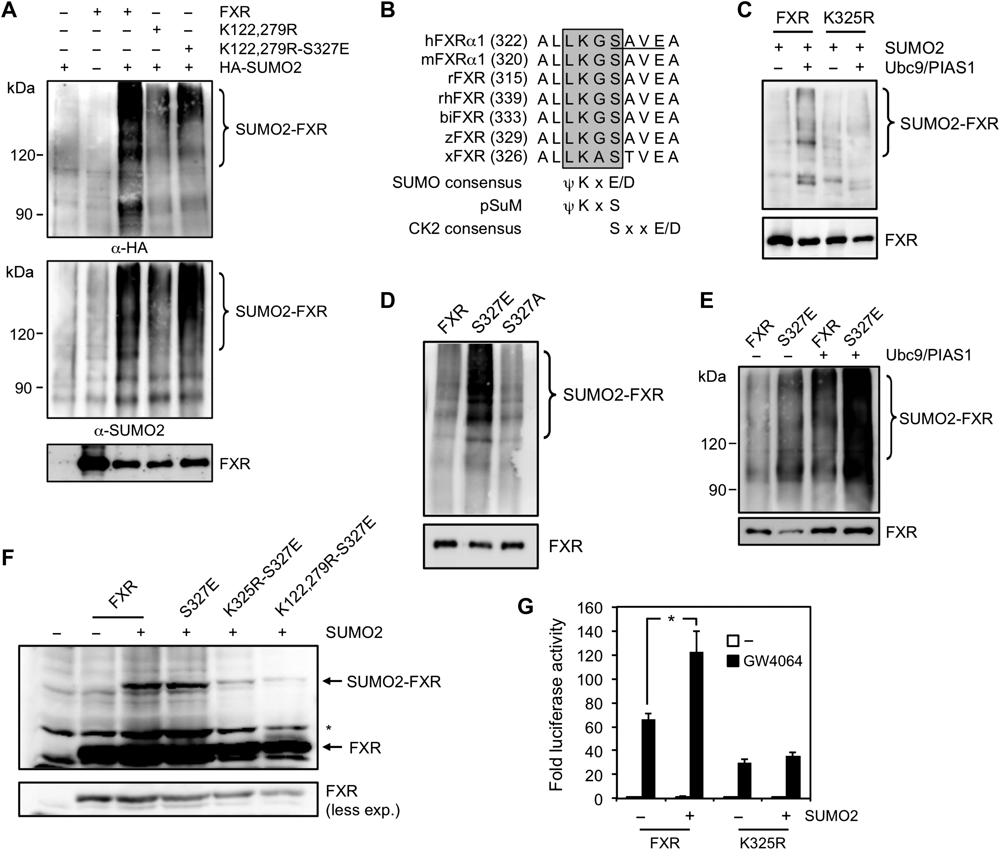 A
– + + – – FXR
– – – + – K122,279R
– – – – + K122,279R-S327E
+ – + + + HA-SUMO2
kDa
SUMO2-FXR
120
90
α-HA
kDa
SUMO2-FXR
120
90
α-SUMO2
FXR
B
hFXRα1 (322) A L L K G S A V E A
mFXRα1 (320) A L L K G S A V E A
rFXR (315) A L L K G S A V E A
rhFXR (339) A L L K G S A V E A
biFXR (333) A L L K G S A V E A
zFXR (329) A L L K G S A V E A
xFXR (326) A L L K A S T V E A
SUMO consensus ψ K x E/D
pSuM ψ K x S
CK2 consensus S x x E/D
C
FXR K325R
+ + + + SUMO2
– + – + Ubc9/PIAS1
SUMO2-FXR
FXR
D
FXR S327E S327A
SUMO2-FXR
FXR
E
FXR S327E FXR S327E
– – + + Ubc9/PIAS1
kDa
SUMO2-FXR
120
90
FXR
F
FXR S327E K325R-S327E K122,279R-S327E
– – + + + + SUMO2
SUMO2-FXR
*
FXR
FXR
(less exp.)
G
Fold luciferase activity
160
140
120
100
80
60
40
20
0
*
–
GW4064
– + – + SUMO2
FXR K325R